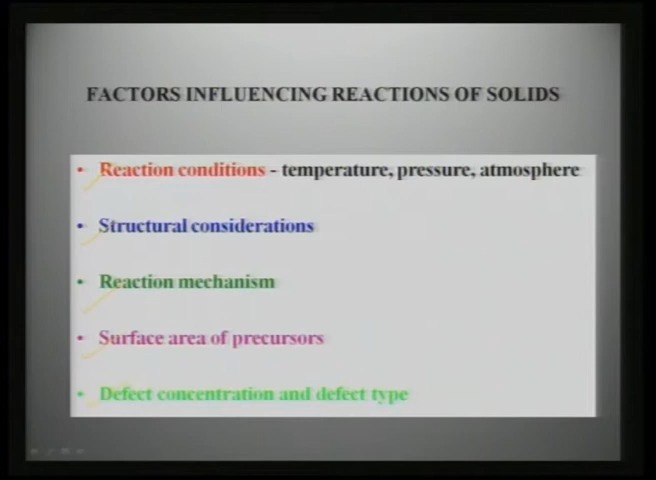 FACTORS INFLUENCING REACTIONS OF SOLIDS
• Reaction conditions - temperature, pressure, atmosphere
• Structural considerations
• Reaction mechanism
• Surface area of precursors
• Defect concentration and defect type